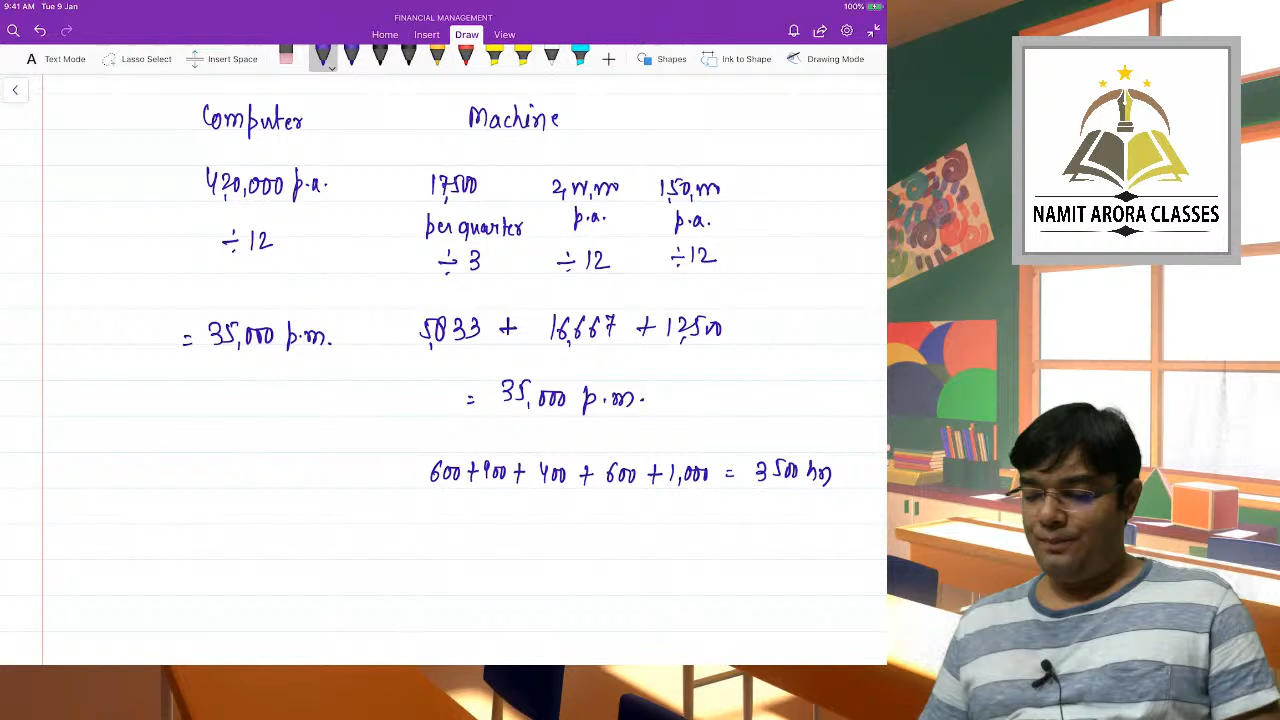 9:41 AM Tue 9 Jan
100%
FINANCIAL MANAGEMENT
Home Insert Draw View
A Text Mode Lasso Select Insert Space Shapes Ink to Shape Drawing Mode
Computer Machine
420,000 p.a. 17,500 2,00,000 1,50,000
per quarter p.a. p.a.
÷ 12 ÷ 3 ÷ 12 ÷ 12
= 35,000 p.m. 5,833 + 16,667 + 12,500
= 35,000 p.m.
600 + 900 + 400 + 600 + 1,000 = 3500 hrs
NAMIT ARORA CLASSES